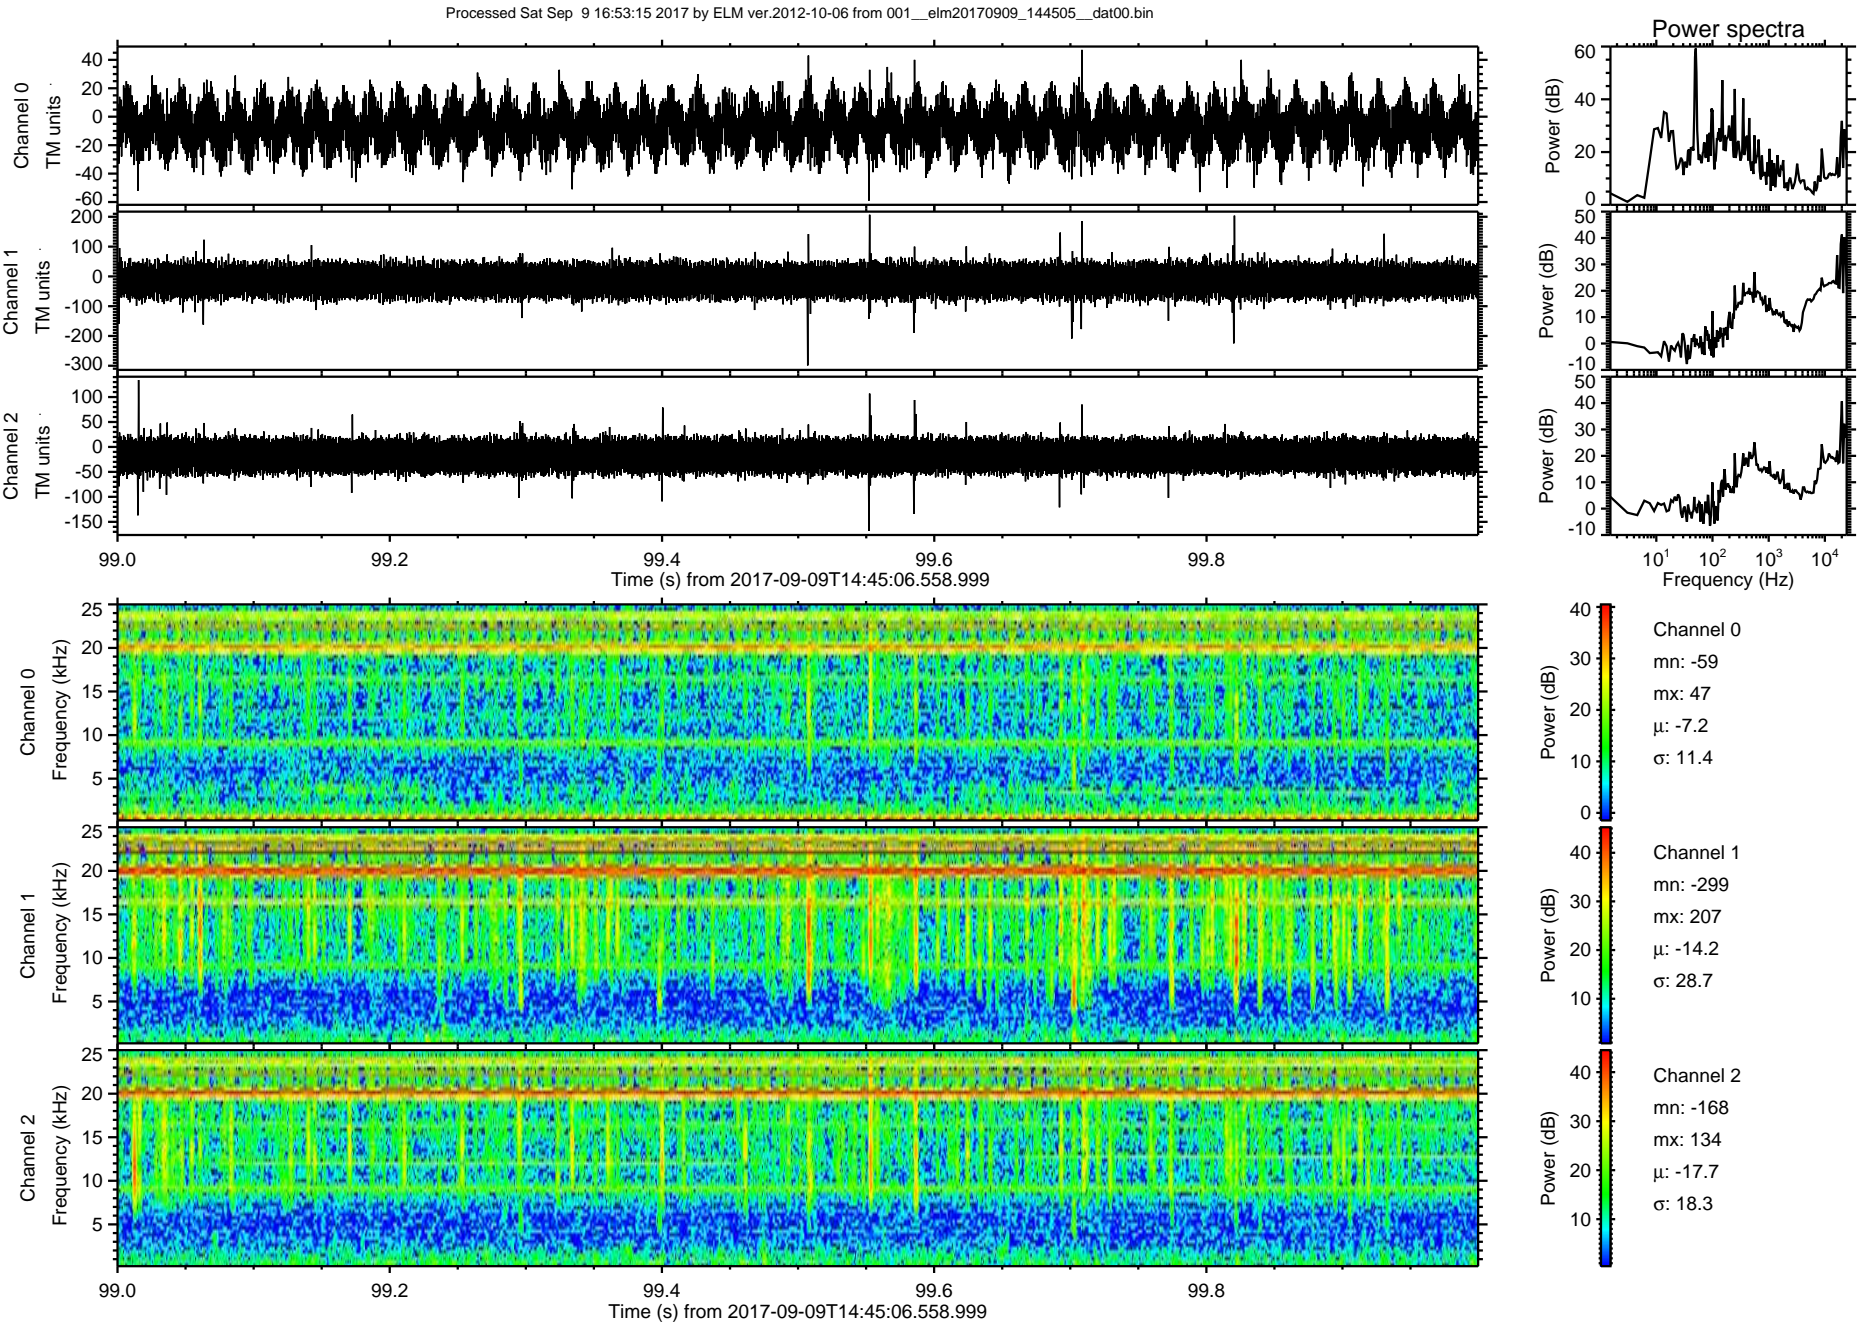 Processed Sat Sep 9 16:53:15 2017 by ELM ver.2012-10-06 from 001__elm20170909_144505__dat00.bin
Power spectra
Channel 0
TM units
40
20
0
-20
-40
-60
Power (dB)
60
40
20
0
Channel 1
TM units
200
100
0
-100
-200
-300
Power (dB)
50
40
30
20
10
0
-10
Channel 2
TM units
100
50
0
-50
-100
-150
Power (dB)
50
40
30
20
10
0
-10
99.0 99.2 99.4 99.6 99.8
Time (s) from 2017-09-09T14:45:06.558.999
10¹ 10² 10³ 10⁴
Frequency (Hz)
Channel 0
Frequency (kHz)
25
20
15
10
5
Power (dB)
40
30
20
10
0
Channel 0
mn: -59
mx: 47
μ: -7.2
σ: 11.4
Channel 1
Frequency (kHz)
25
20
15
10
5
Power (dB)
40
30
20
10
Channel 1
mn: -299
mx: 207
μ: -14.2
σ: 28.7
Channel 2
Frequency (kHz)
25
20
15
10
5
Power (dB)
40
30
20
10
Channel 2
mn: -168
mx: 134
μ: -17.7
σ: 18.3
99.0 99.2 99.4 99.6 99.8
Time (s) from 2017-09-09T14:45:06.558.999